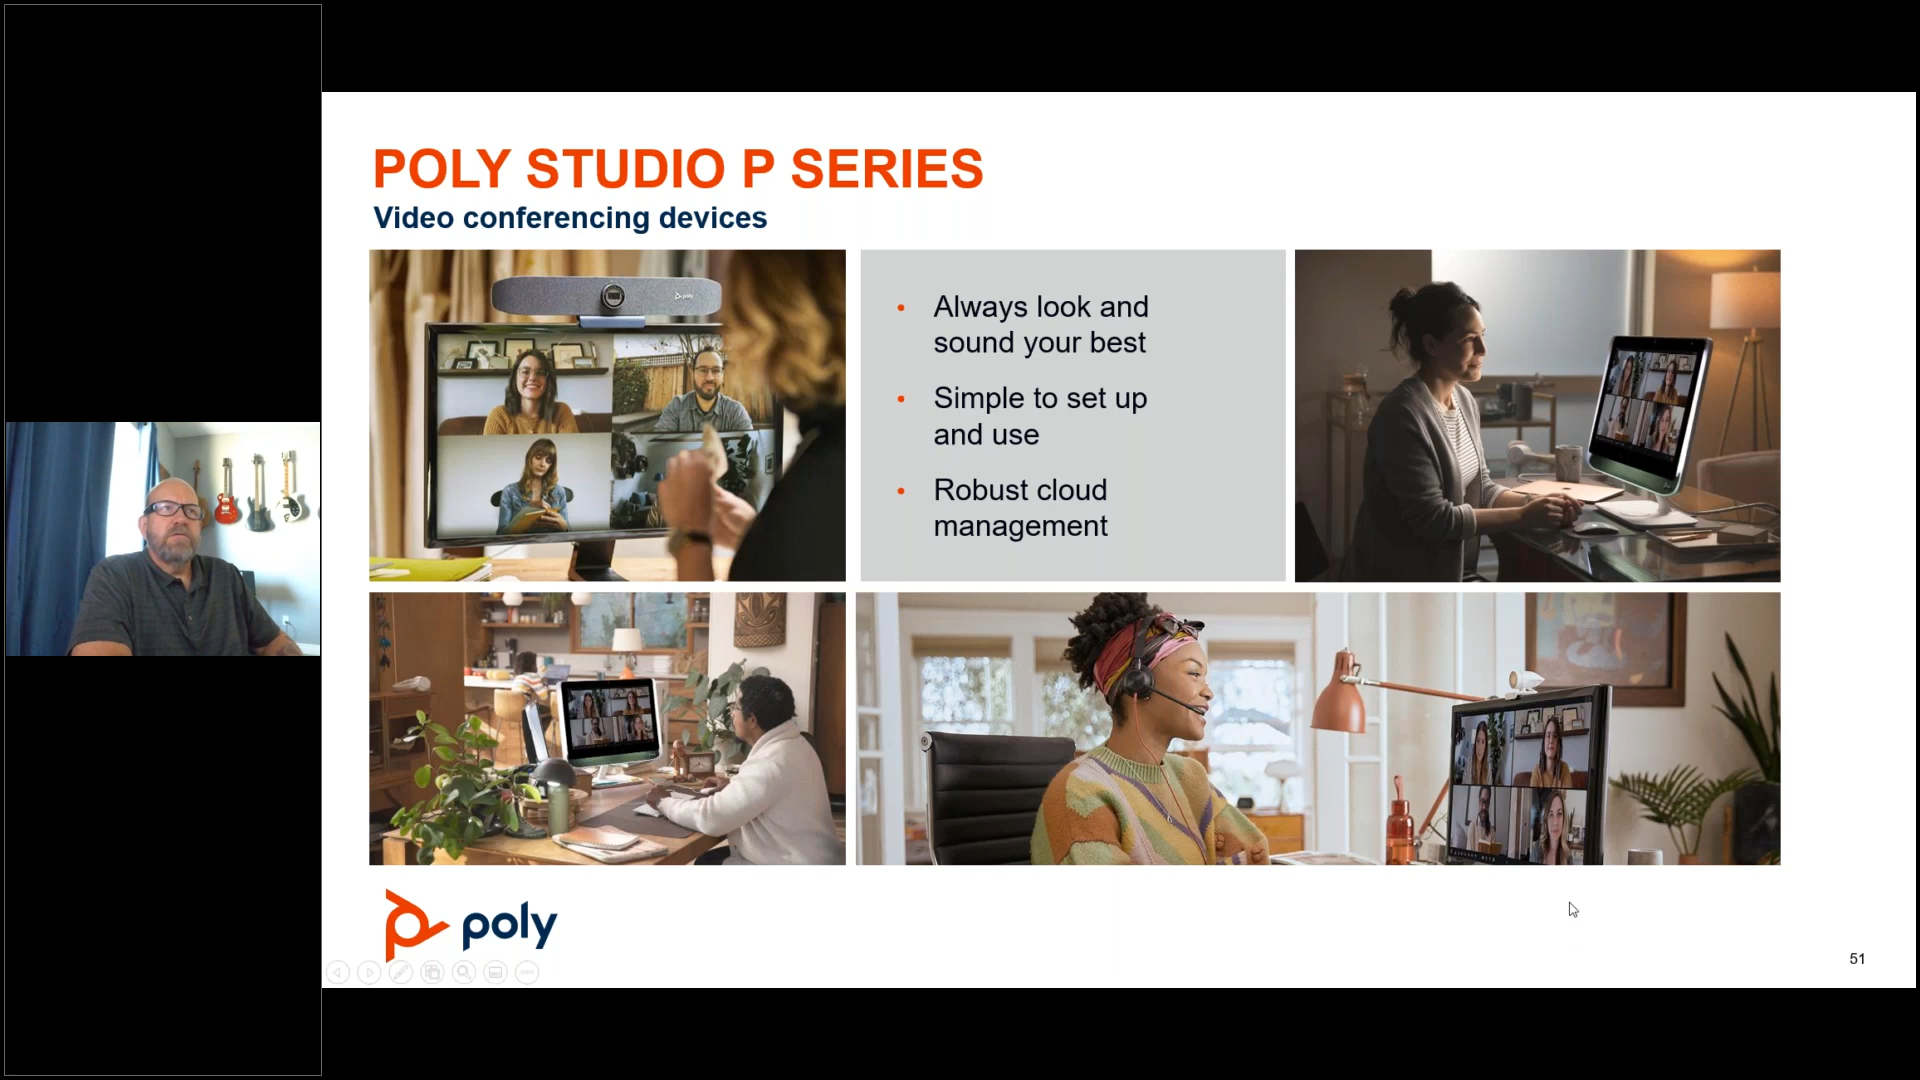 POLY STUDIO P SERIES
Video conferencing devices
poly
• Always look and
sound your best
• Simple to set up
and use
• Robust cloud
management
poly
51